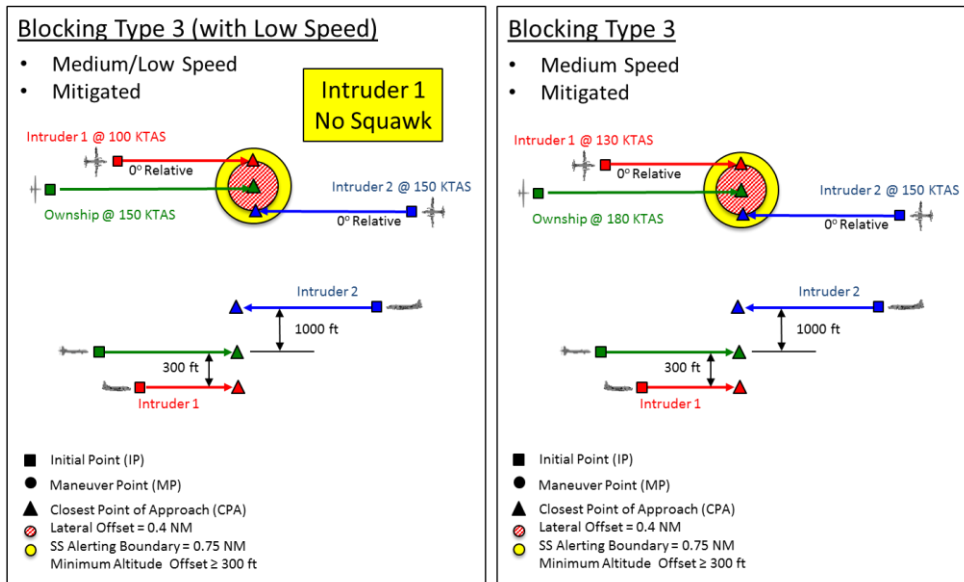 Blocking Type 3 (with Low Speed)
• Medium/Low Speed
• Mitigated
Intruder 1
No Squawk
Intruder 1 @ 100 KTAS
0° Relative
Intruder 2 @ 150 KTAS
Ownship @ 150 KTAS
0° Relative
Intruder 2
1000 ft
300 ft
Intruder 1
Initial Point (IP)
Maneuver Point (MP)
Closest Point of Approach (CPA)
Lateral Offset = 0.4 NM
SS Alerting Boundary = 0.75 NM
Minimum Altitude Offset ≥ 300 ft
Blocking Type 3
• Medium Speed
• Mitigated
Intruder 1 @ 130 KTAS
0° Relative
Intruder 2 @ 150 KTAS
Ownship @ 180 KTAS
0° Relative
Intruder 2
1000 ft
300 ft
Intruder 1
Initial Point (IP)
Maneuver Point (MP)
Closest Point of Approach (CPA)
Lateral Offset = 0.4 NM
SS Alerting Boundary = 0.75 NM
Minimum Altitude Offset ≥ 300 ft